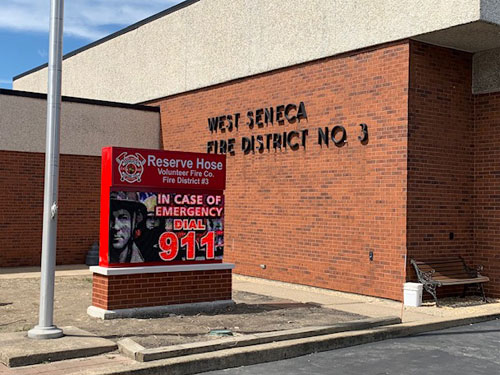 WEST SENECA
FIRE DISTRICT NO. 3
Reserve Hose
Volunteer Fire Co.
Fire District #3
IN CASE OF
EMERGENCY
DIAL
911